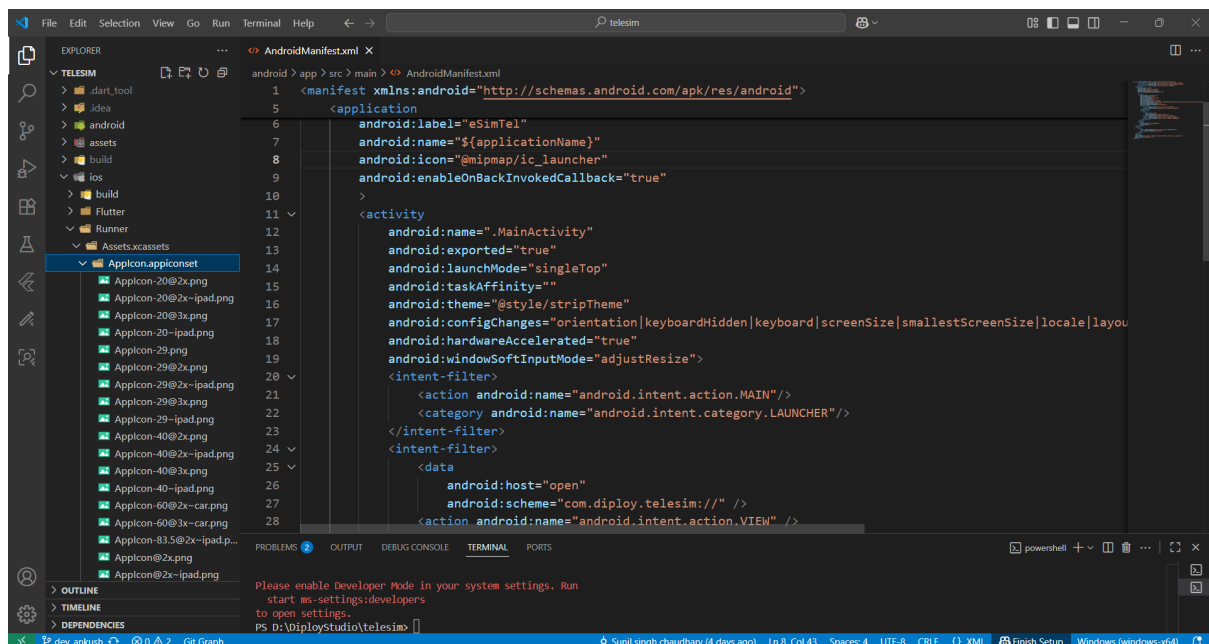 File Edit Selection View Go Run Terminal Help
telesim
EXPLORER
TELESIM
.dart_tool
.idea
android
assets
build
ios
build
Flutter
Runner
Assets.xcassets
AppIcon.appiconset
AppIcon-20@2x.png
AppIcon-20@2x~ipad.png
AppIcon-20@3x.png
AppIcon-20~ipad.png
AppIcon-29.png
AppIcon-29@2x.png
AppIcon-29@2x~ipad.png
AppIcon-29@3x.png
AppIcon-29~ipad.png
AppIcon-40@2x.png
AppIcon-40@2x~ipad.png
AppIcon-40@3x.png
AppIcon-40~ipad.png
AppIcon-60@2x~car.png
AppIcon-60@3x~car.png
AppIcon-83.5@2x~ipad.p...
AppIcon@2x.png
AppIcon@2x~ipad.png
OUTLINE
TIMELINE
DEPENDENCIES
AndroidManifest.xml
android > app > src > main > AndroidManifest.xml
1 <manifest xmlns:android="http://schemas.android.com/apk/res/android">
5 <application
6 android:label="eSimTel"
7 android:name="${applicationName}"
8 android:icon="@mipmap/ic_launcher"
9 android:enableOnBackInvokedCallback="true"
10 >
11 <activity
12 android:name=".MainActivity"
13 android:exported="true"
14 android:launchMode="singleTop"
15 android:taskAffinity=""
16 android:theme="@style/stripTheme"
17 android:configChanges="orientation|keyboardHidden|keyboard|screenSize|smallestScreenSize|locale|layou
18 android:hardwareAccelerated="true"
19 android:windowSoftInputMode="adjustResize">
20 <intent-filter>
21 <action android:name="android.intent.action.MAIN"/>
22 <category android:name="android.intent.category.LAUNCHER"/>
23 </intent-filter>
24 <intent-filter>
25 <data
26 android:host="open"
27 android:scheme="com.diploy.telesim://" />
28 <action android:name="android.intent.action.VIEW" />
PROBLEMS 2 OUTPUT DEBUG CONSOLE TERMINAL PORTS
powershell
Please enable Developer Mode in your system settings. Run
start ms-settings:developers
to open settings.
PS D:\DiployStudio\telesim>
dev_ankush 0 2 Git Graph Sunil singh chaudhary (4 days ago) Ln 8, Col 43 Spaces: 4 UTF-8 CRLF {} XML Finish Setup Windows (windows-x64)